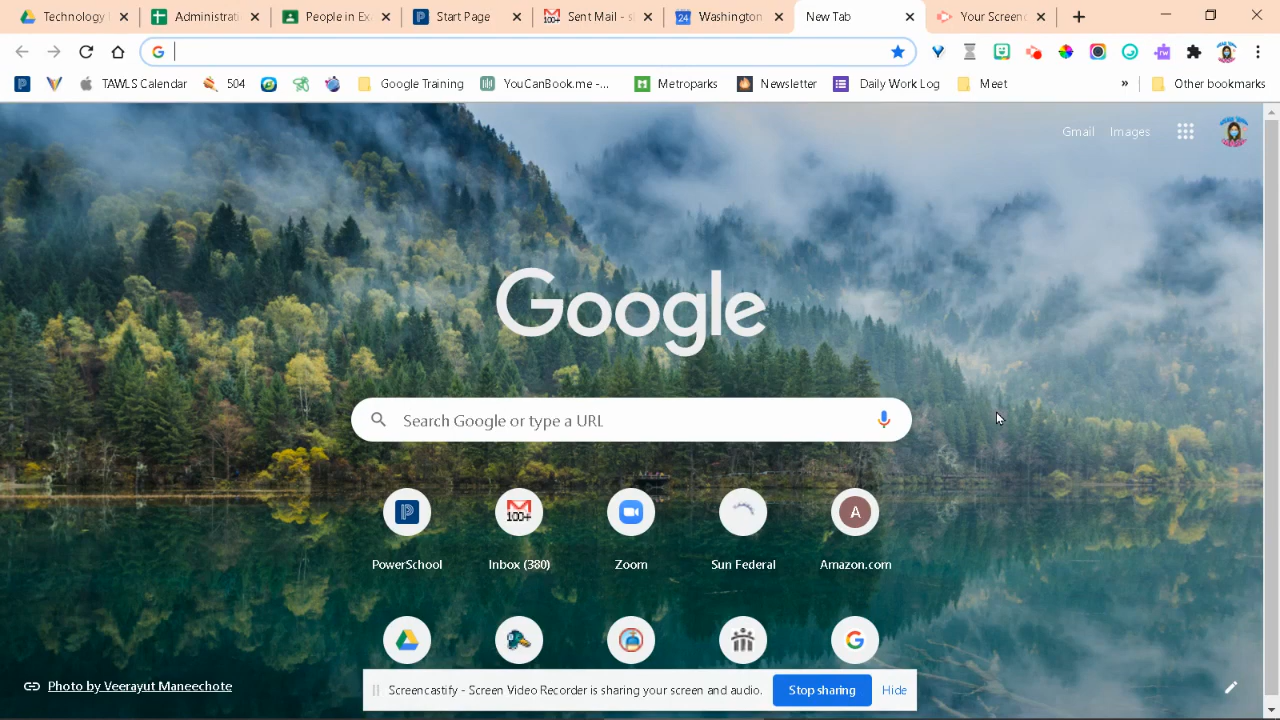 Technology
Administrat
People in Ex
Start Page
Sent Mail - s
Washington
New Tab
Your Screenc
TAWLS Calendar
504
Google Training
YouCanBook.me -...
Metroparks
Newsletter
Daily Work Log
Meet
»
Other bookmarks
Gmail
Images
Google
Search Google or type a URL
PowerSchool
Inbox (380)
Zoom
Sun Federal
Amazon.com
Photo by Veerayut Maneechote
Screencastify - Screen Video Recorder is sharing your screen and audio.
Stop sharing
Hide